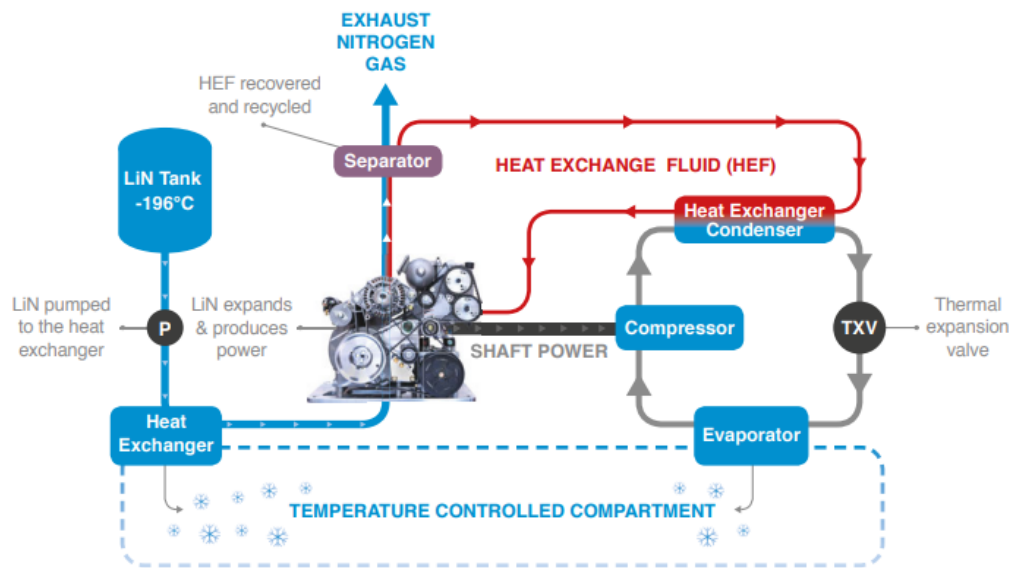 EXHAUST
NITROGEN
GAS
HEF recovered
and recycled
Separator
HEAT EXCHANGE FLUID (HEF)
LiN Tank
-196°C
Heat Exchanger
Condenser
LiN pumped
to the heat
exchanger
P
LiN expands
& produces
power
SHAFT POWER
Compressor
TXV
Thermal
expansion
valve
Heat
Exchanger
Evaporator
TEMPERATURE CONTROLLED COMPARTMENT